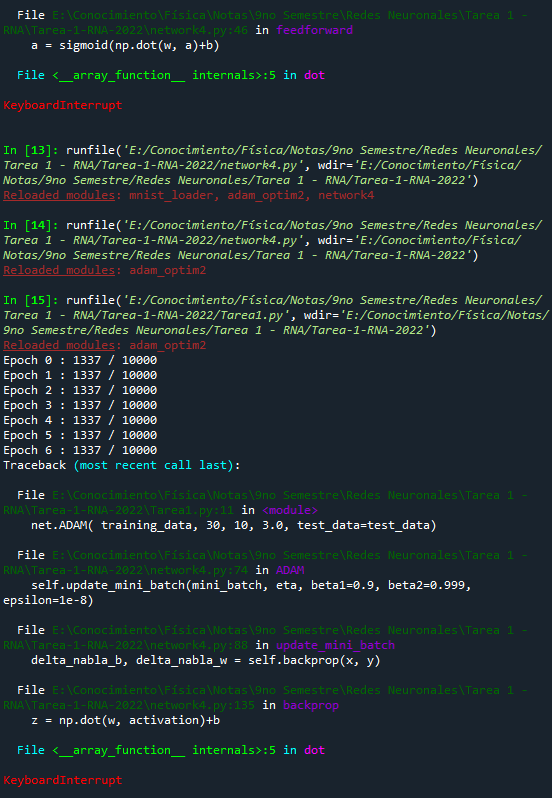 File E:\Conocimiento\Física\Notas\9no Semestre\Redes Neuronales\Tarea 1 -
RNA\Tarea-1-RNA-2022\network4.py:46 in feedforward
a = sigmoid(np.dot(w, a)+b)
File <__array_function__ internals>:5 in dot
KeyboardInterrupt
In [13]: runfile('E:/Conocimiento/Física/Notas/9no Semestre/Redes Neuronales/
Tarea 1 - RNA/Tarea-1-RNA-2022/network4.py', wdir='E:/Conocimiento/Física/
Notas/9no Semestre/Redes Neuronales/Tarea 1 - RNA/Tarea-1-RNA-2022')
Reloaded modules: mnist_loader, adam_optim2, network4
In [14]: runfile('E:/Conocimiento/Física/Notas/9no Semestre/Redes Neuronales/
Tarea 1 - RNA/Tarea-1-RNA-2022/network4.py', wdir='E:/Conocimiento/Física/
Notas/9no Semestre/Redes Neuronales/Tarea 1 - RNA/Tarea-1-RNA-2022')
Reloaded modules: adam_optim2
In [15]: runfile('E:/Conocimiento/Física/Notas/9no Semestre/Redes Neuronales/
Tarea 1 - RNA/Tarea-1-RNA-2022/Tarea1.py', wdir='E:/Conocimiento/Física/Notas/
9no Semestre/Redes Neuronales/Tarea 1 - RNA/Tarea-1-RNA-2022')
Reloaded modules: adam_optim2
Epoch 0 : 1337 / 10000
Epoch 1 : 1337 / 10000
Epoch 2 : 1337 / 10000
Epoch 3 : 1337 / 10000
Epoch 4 : 1337 / 10000
Epoch 5 : 1337 / 10000
Epoch 6 : 1337 / 10000
Traceback (most recent call last):
File E:\Conocimiento\Física\Notas\9no Semestre\Redes Neuronales\Tarea 1 -
RNA\Tarea-1-RNA-2022\Tarea1.py:11 in <module>
net.ADAM( training_data, 30, 10, 3.0, test_data=test_data)
File E:\Conocimiento\Física\Notas\9no Semestre\Redes Neuronales\Tarea 1 -
RNA\Tarea-1-RNA-2022\network4.py:74 in ADAM
self.update_mini_batch(mini_batch, eta, beta1=0.9, beta2=0.999,
epsilon=1e-8)
File E:\Conocimiento\Física\Notas\9no Semestre\Redes Neuronales\Tarea 1 -
RNA\Tarea-1-RNA-2022\network4.py:88 in update_mini_batch
delta_nabla_b, delta_nabla_w = self.backprop(x, y)
File E:\Conocimiento\Física\Notas\9no Semestre\Redes Neuronales\Tarea 1 -
RNA\Tarea-1-RNA-2022\network4.py:135 in backprop
z = np.dot(w, activation)+b
File <__array_function__ internals>:5 in dot
KeyboardInterrupt